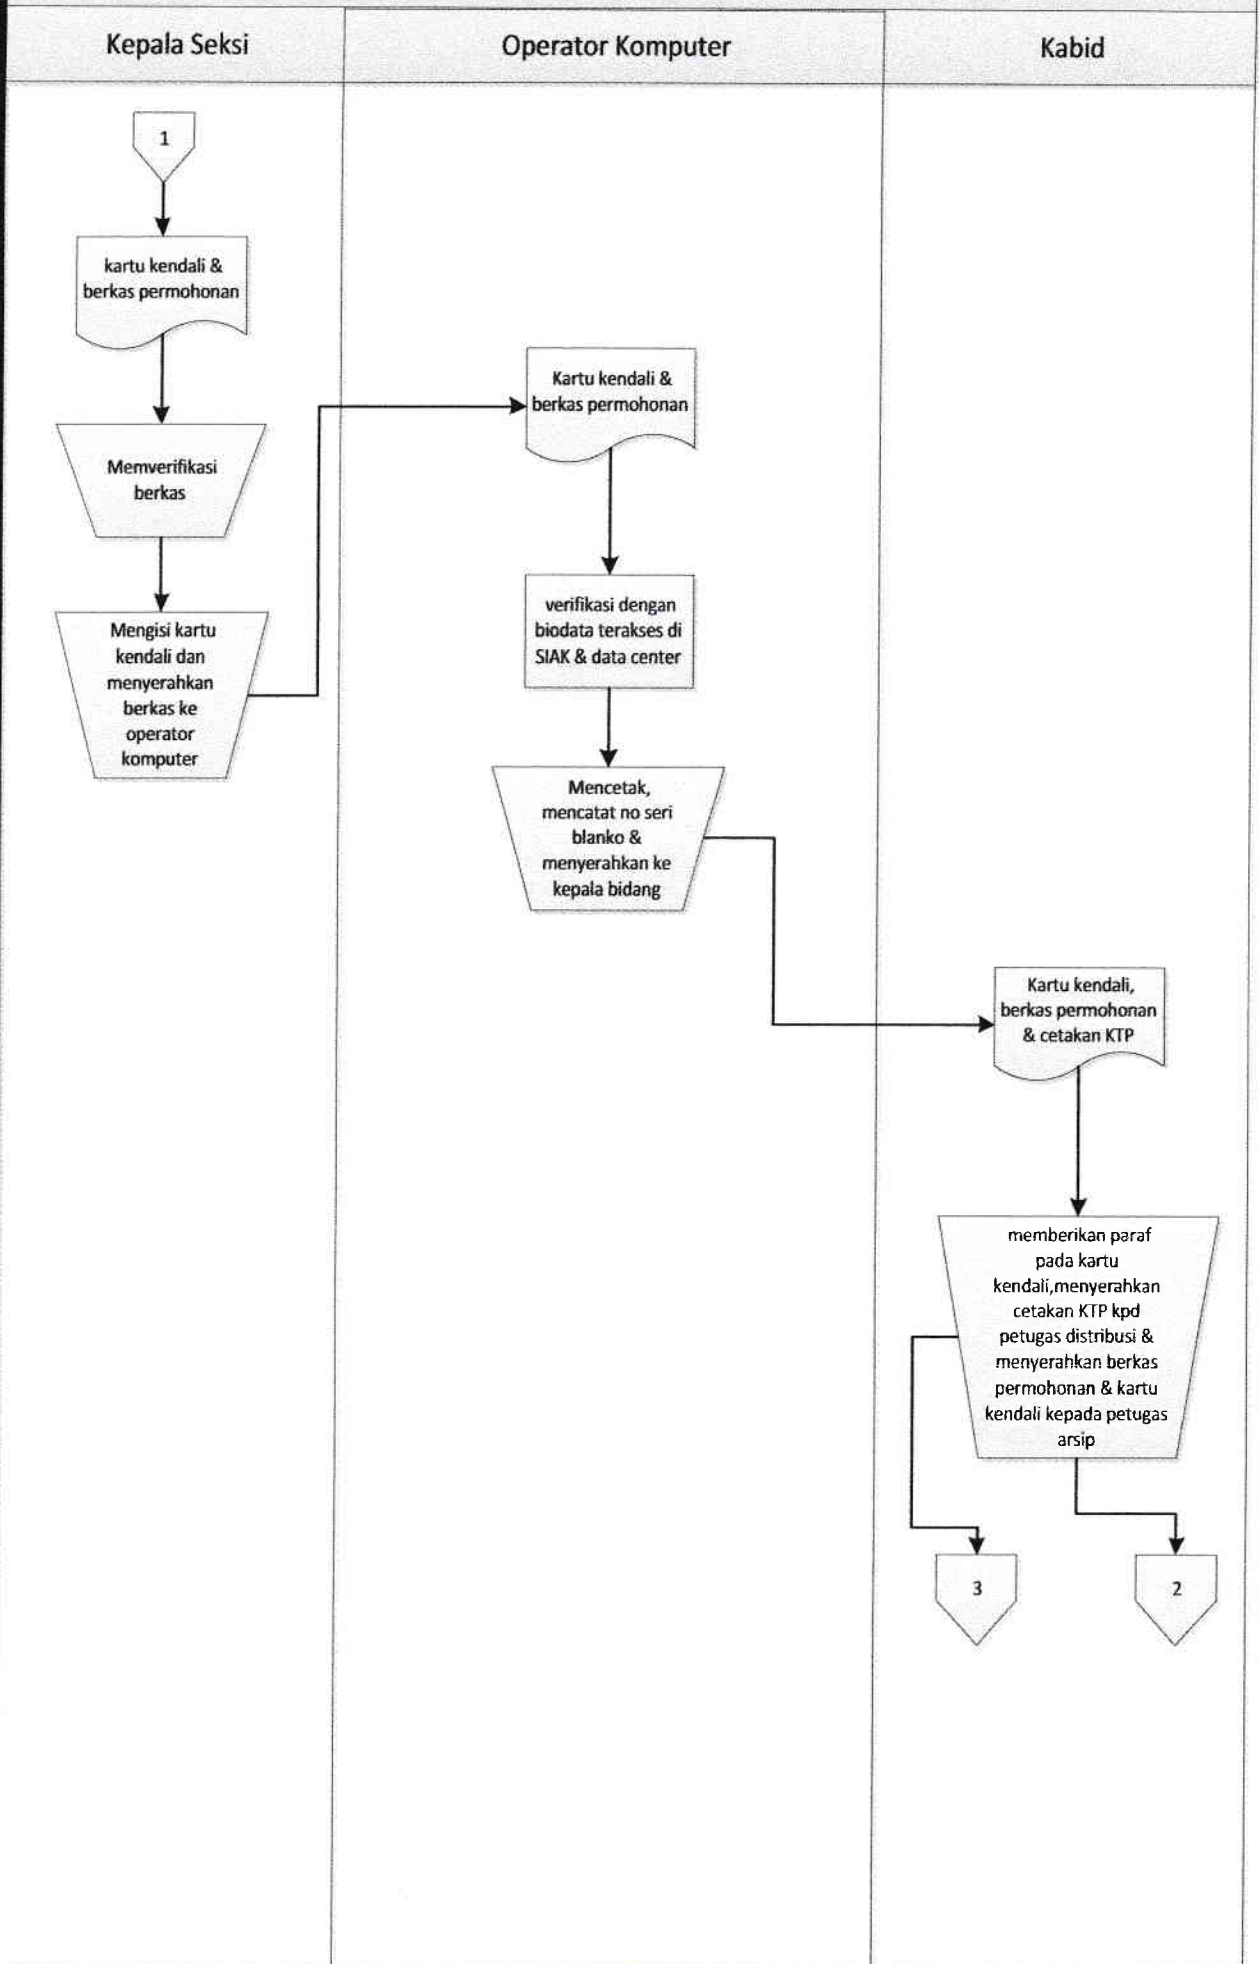 Kepala Seksi
Operator Komputer
Kabid
1
kartu kendali &
berkas permohonan
Memverifikasi
berkas
Mengisi kartu
kendali dan
menyerahkan
berkas ke
operator
komputer
Kartu kendali &
berkas permohonan
verifikasi dengan
biodata terakses di
SIAK & data center
Mencetak,
mencatat no seri
blanko &
menyerahkan ke
kepala bidang
Kartu kendali,
berkas permohonan
& cetakan KTP
memberikan paraf
pada kartu
kendali,menyerahkan
cetakan KTP kpd
petugas distribusi &
menyerahkan berkas
permohonan & kartu
kendali kepada petugas
arsip
3
2